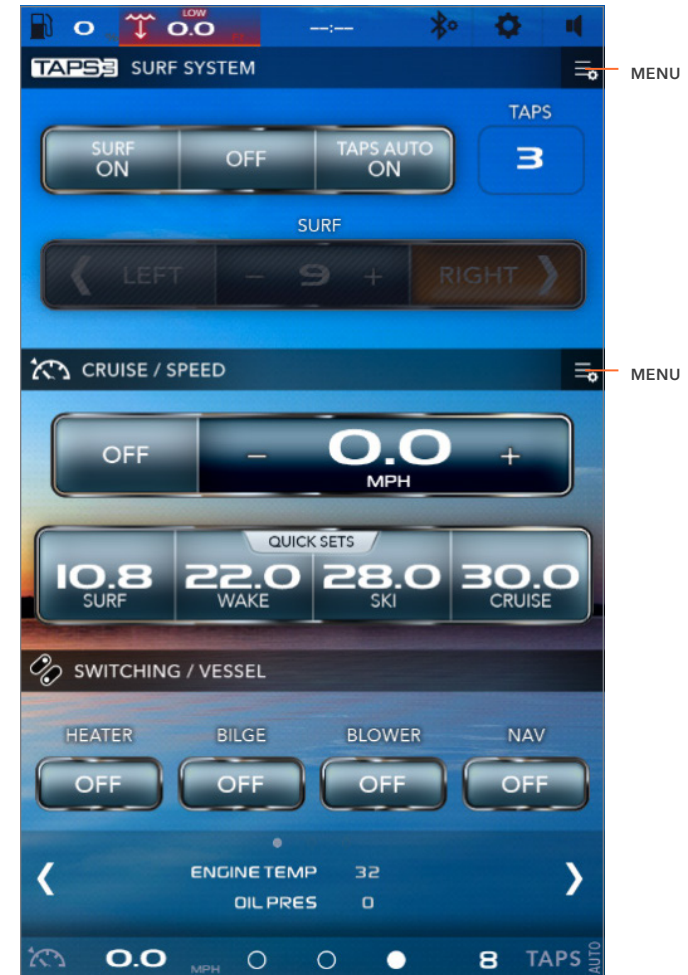 0 LOW 0.0 --:--
TAPS3 SURF SYSTEM MENU
TAPS
SURF ON OFF TAPS AUTO ON 3
SURF
LEFT - 9 + RIGHT
CRUISE / SPEED MENU
OFF - 0.0 + MPH
QUICK SETS
10.8 22.0 28.0 30.0
SURF WAKE SKI CRUISE
SWITCHING / VESSEL
HEATER BILGE BLOWER NAV
OFF OFF OFF OFF
ENGINE TEMP 32
OIL PRES 0
0.0 MPH 8 TAPS AUTO